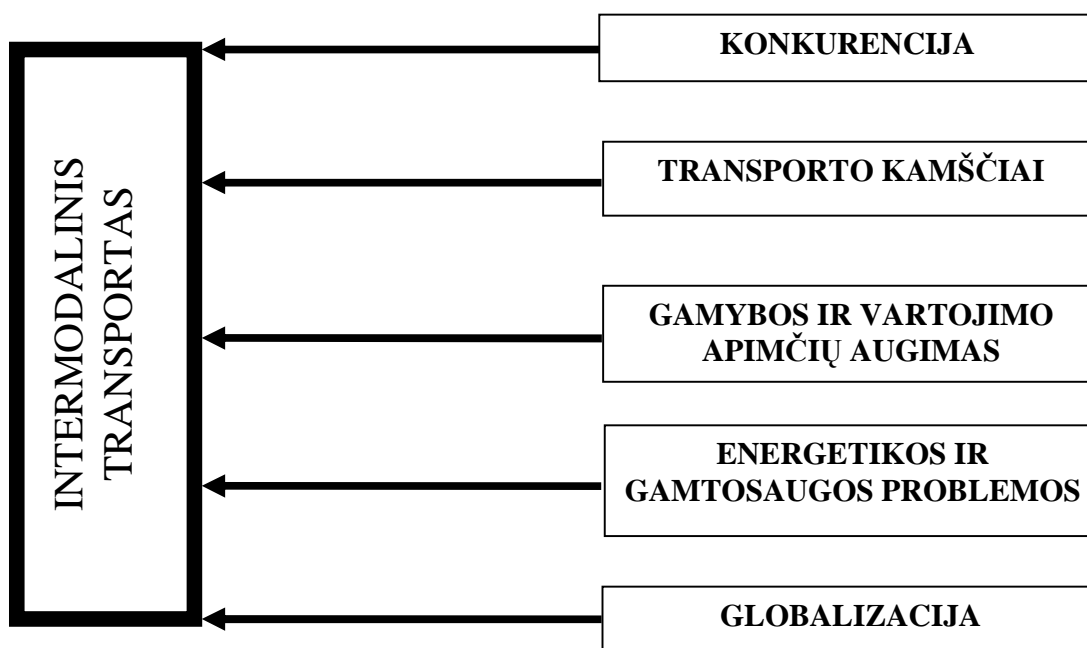 INTERMODALINIS
TRANSPORTAS
KONKURENCIJA
TRANSPORTO KAMŠČIAI
GAMYBOS IR VARTOJIMO
APIMČIŲ AUGIMAS
ENERGETIKOS IR
GAMTOSAUGOS PROBLEMOS
GLOBALIZACIJA